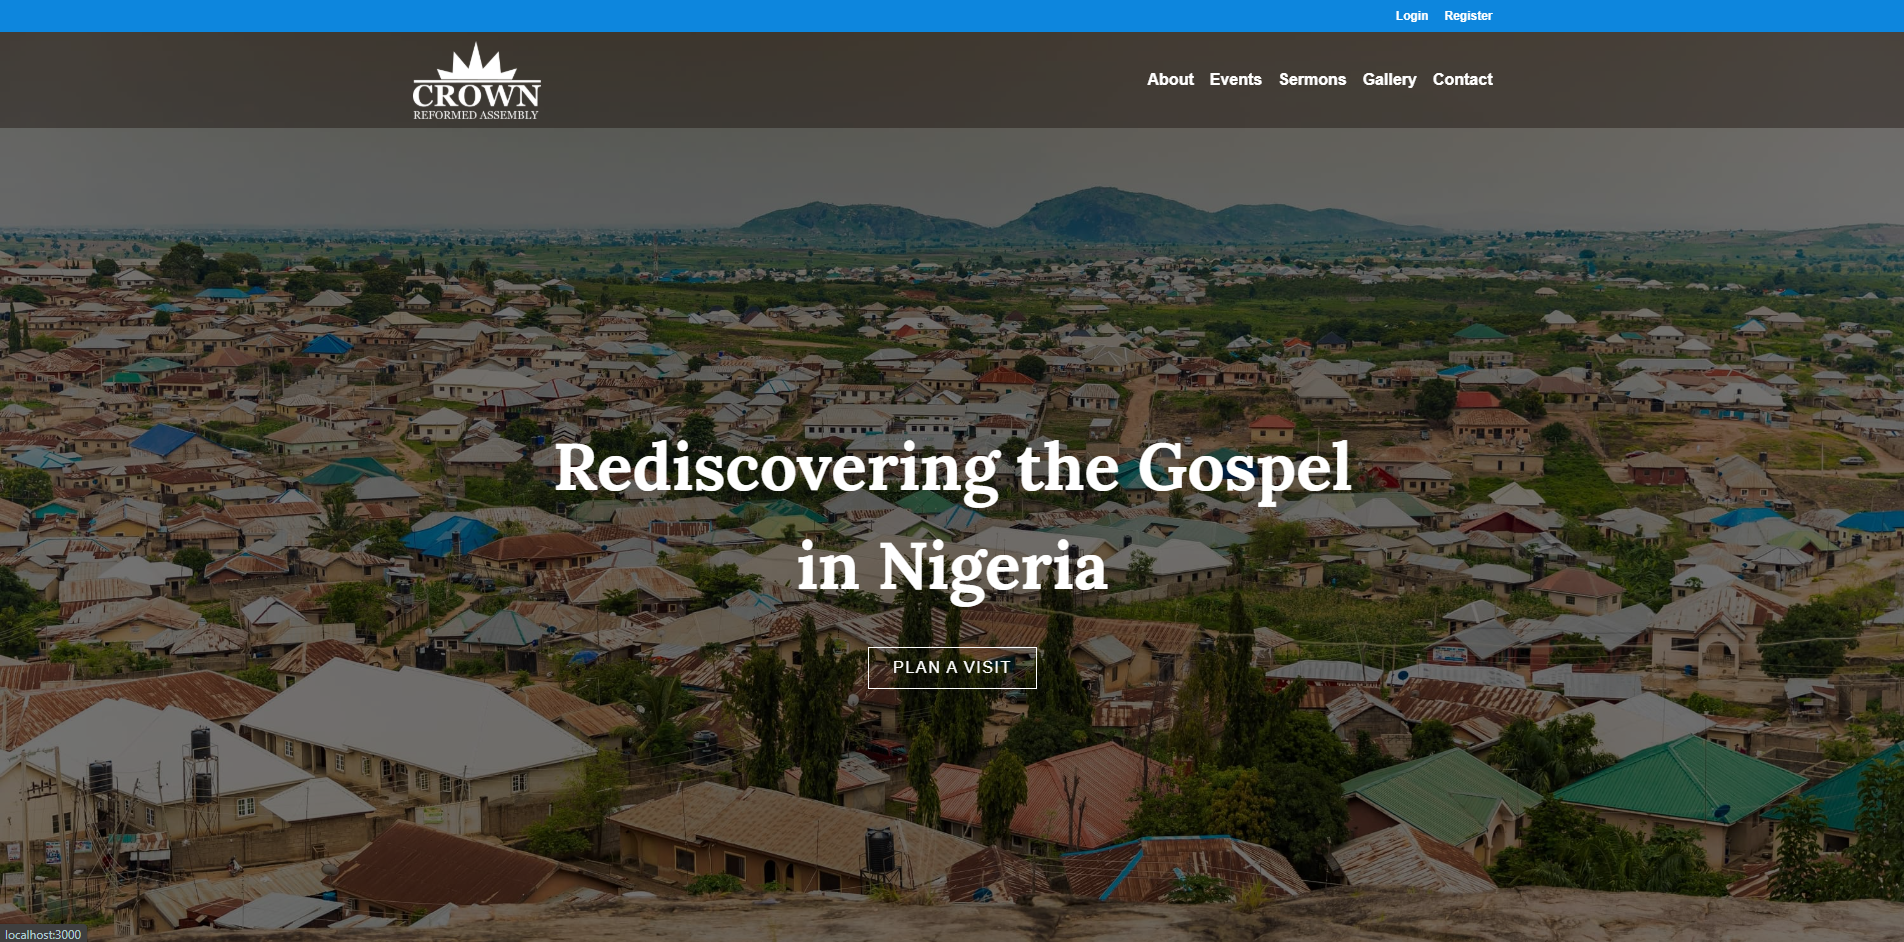 Login Register
CROWN
REFORMED ASSEMBLY
About Events Sermons Gallery Contact
Rediscovering the Gospel
in Nigeria
PLAN A VISIT
localhost:3000